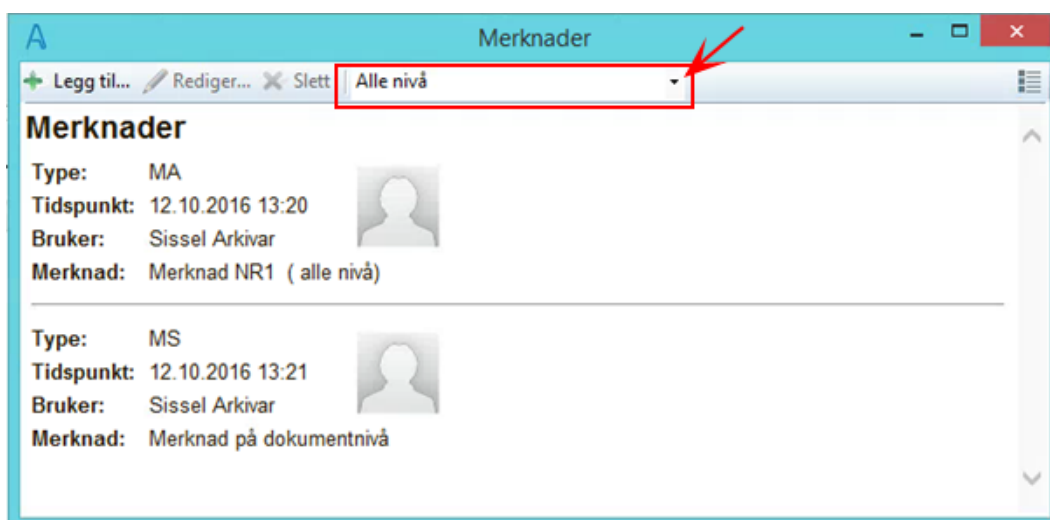 Merknader
Legg til... Rediger... Slett Alle nivå
Merknader
Type: MA
Tidspunkt: 12.10.2016 13:20
Bruker: Sissel Arkivar
Merknad: Merknad NR1 ( alle nivå)
Type: MS
Tidspunkt: 12.10.2016 13:21
Bruker: Sissel Arkivar
Merknad: Merknad på dokumentnivå